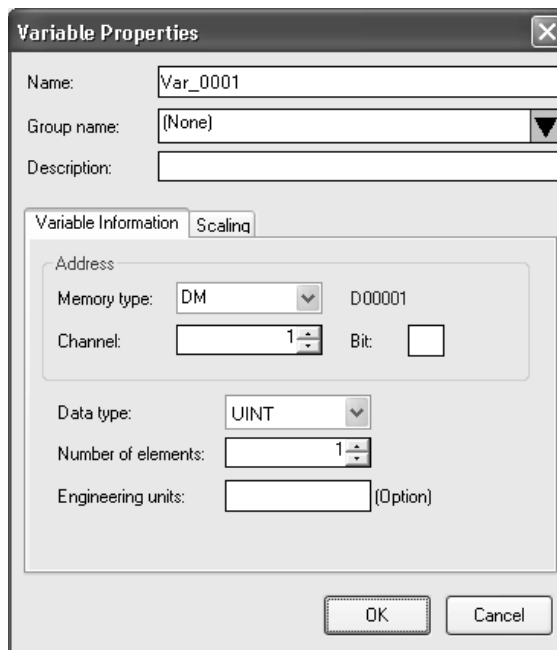 Variable Properties
Name: Var_0001
Group name: (None)
Description:
Variable Information Scaling
Address
Memory type: DM D00001
Channel: 1 Bit:
Data type: UINT
Number of elements: 1
Engineering units: (Option)
OK Cancel